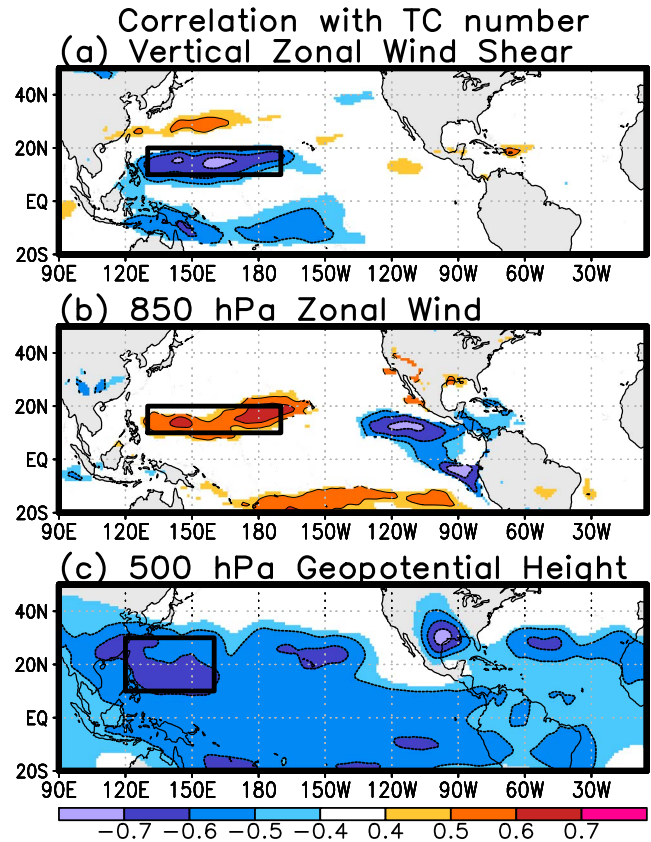 Correlation with TC number
(a) Vertical Zonal Wind Shear
40N
20N
EQ
20S
90E 120E 150E 180 150W 120W 90W 60W 30W
(b) 850 hPa Zonal Wind
40N
20N
EQ
20S
90E 120E 150E 180 150W 120W 90W 60W 30W
(c) 500 hPa Geopotential Height
40N
20N
EQ
20S
90E 120E 150E 180 150W 120W 90W 60W 30W
-0.7 -0.6 -0.5 -0.4 0.4 0.5 0.6 0.7